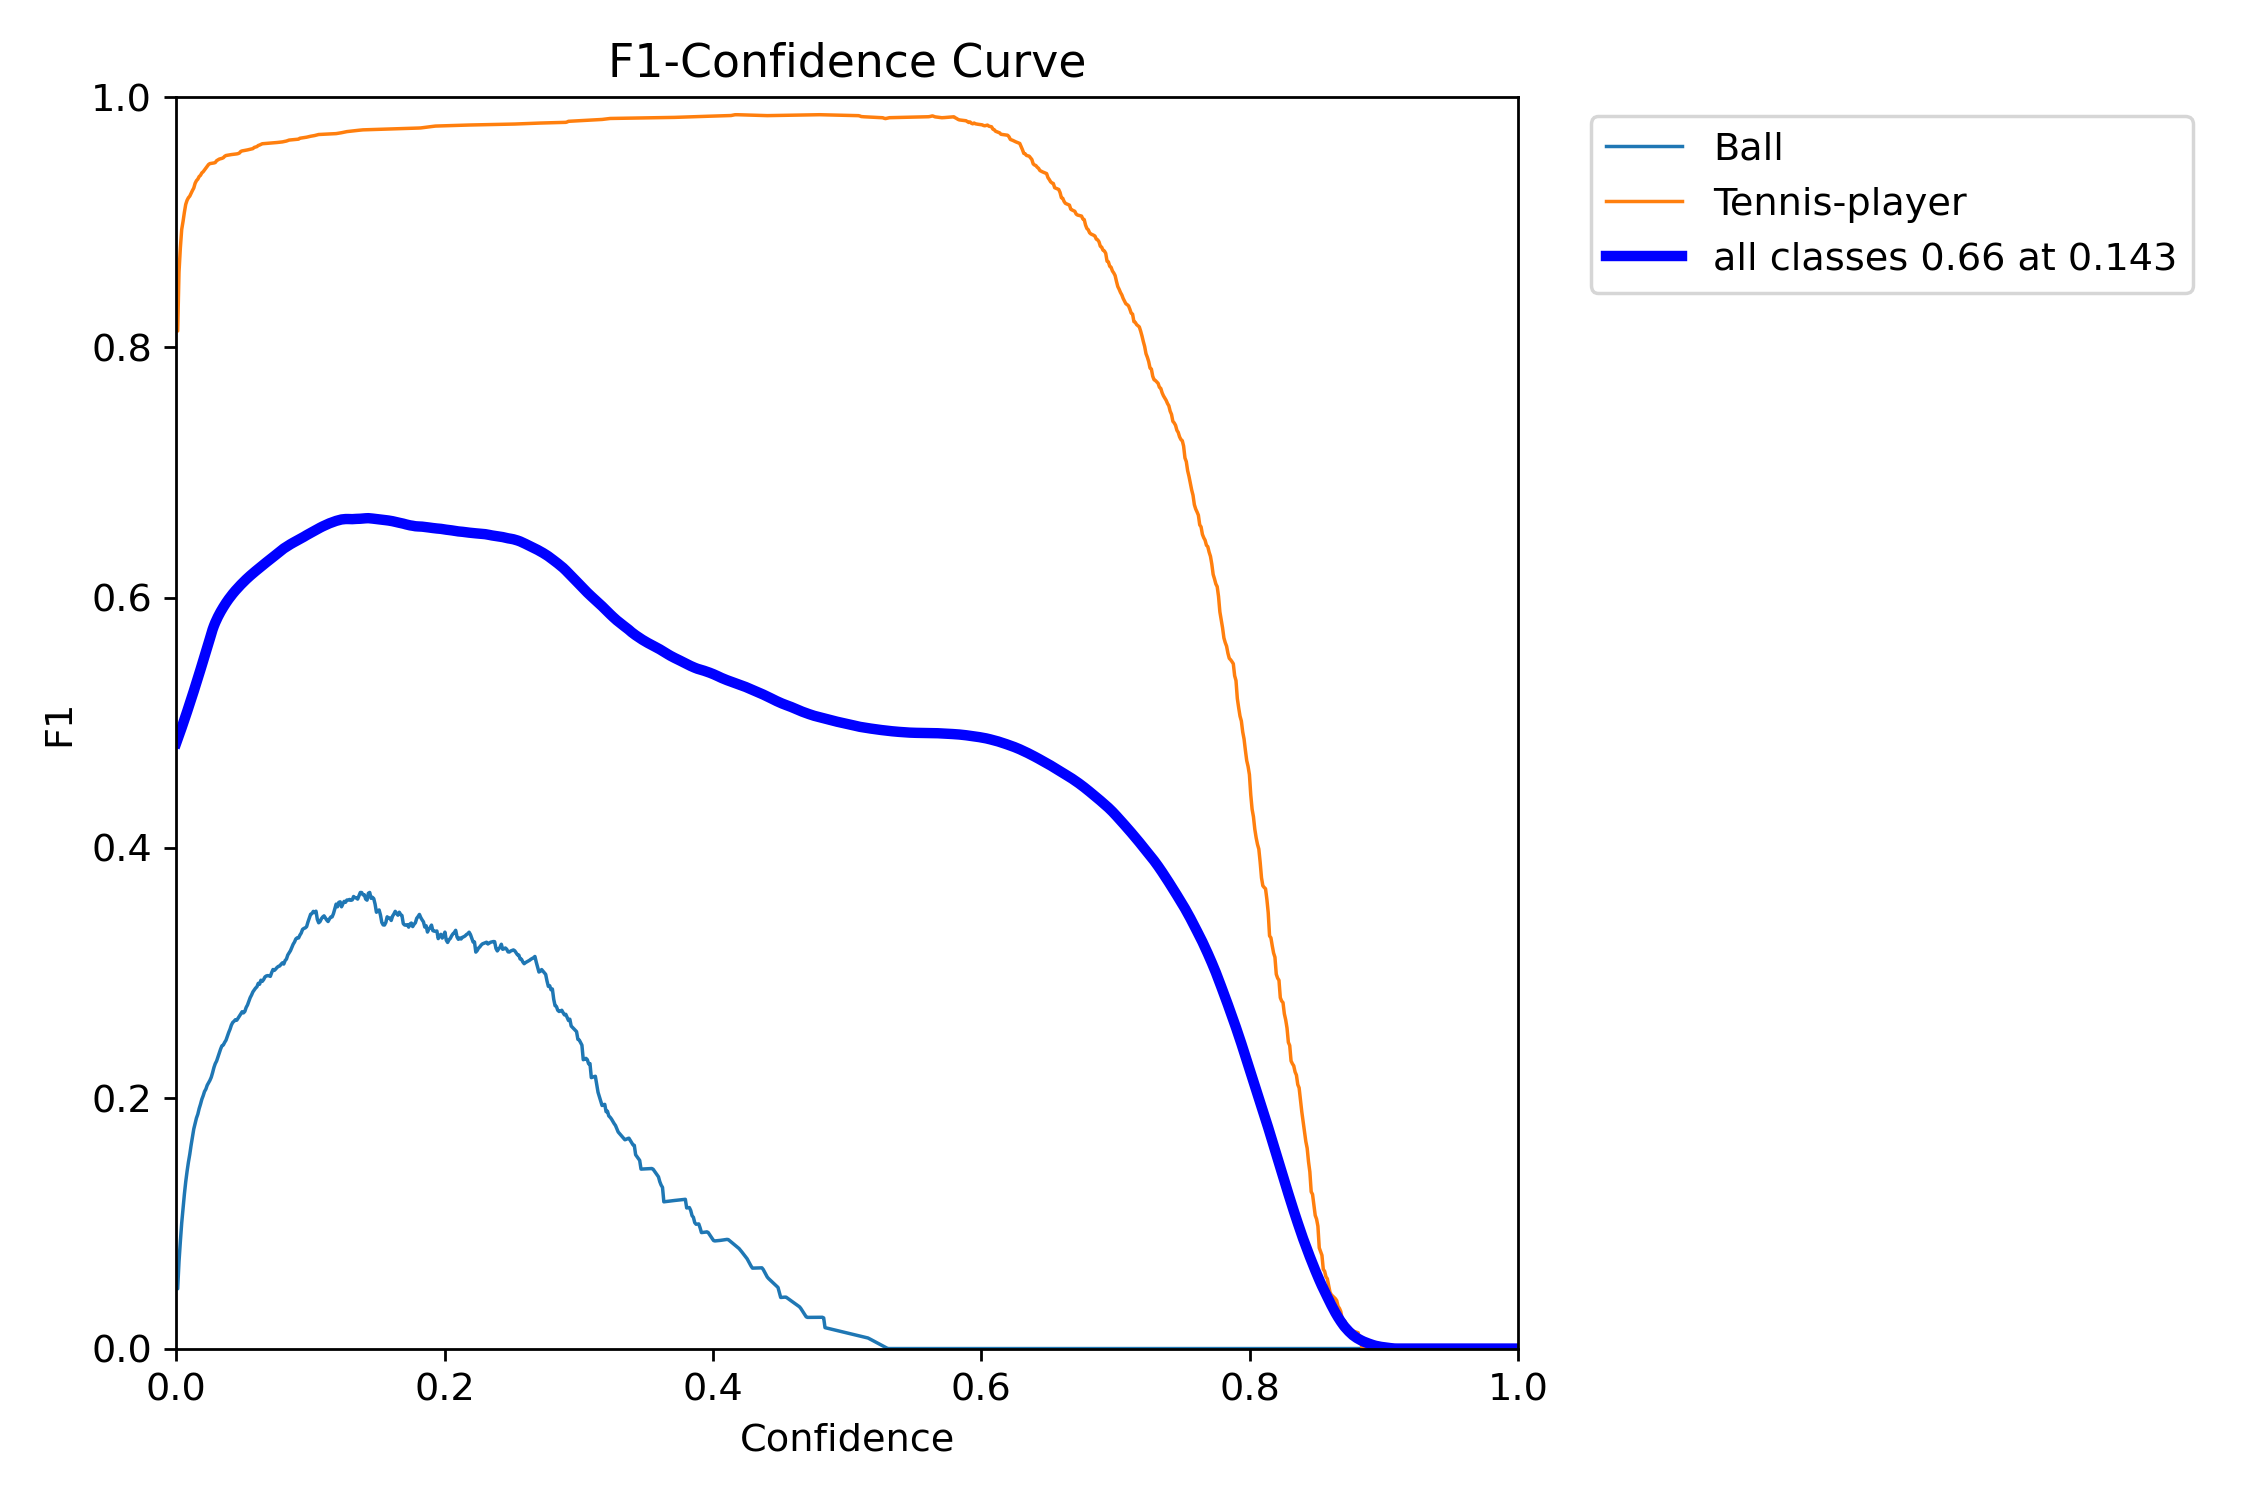 F1-Confidence Curve
1.0
0.8
0.6
0.4
0.2
0.0
F1
0.0 0.2 0.4 0.6 0.8 1.0
Confidence
Ball
Tennis-player
all classes 0.66 at 0.143